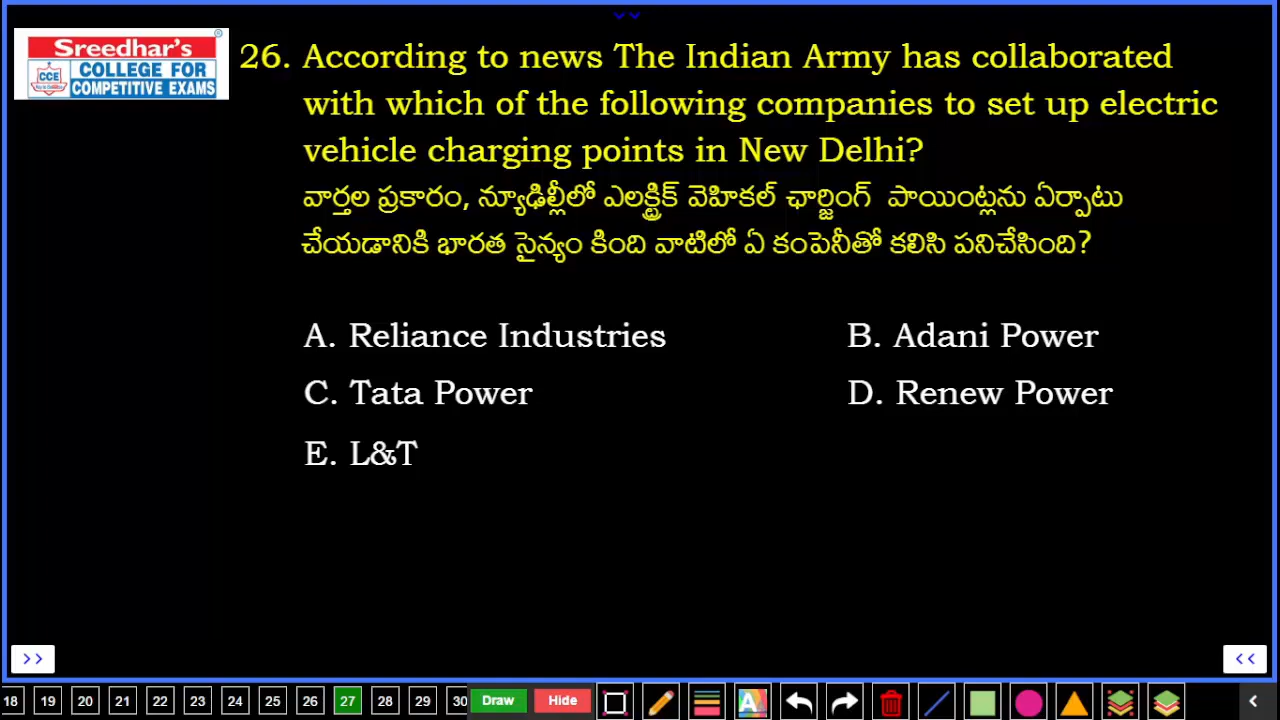 Sreedhar's
CCE
COLLEGE FOR
COMPETITIVE EXAMS
26. According to news The Indian Army has collaborated
with which of the following companies to set up electric
vehicle charging points in New Delhi?
వార్తల ప్రకారం, న్యూఢిల్లీలో ఎలక్ట్రిక్ వెహికల్ ఛార్జింగ్ పాయింట్లను ఏర్పాటు
చేయడానికి భారత సైన్యం కింది వాటిలో ఏ కంపెనీతో కలిసి పనిచేసింది?
A. Reliance Industries B. Adani Power
C. Tata Power D. Renew Power
E. L&T
>> <<
18 19 20 21 22 23 24 25 26 27 28 29 30 Draw Hide A <